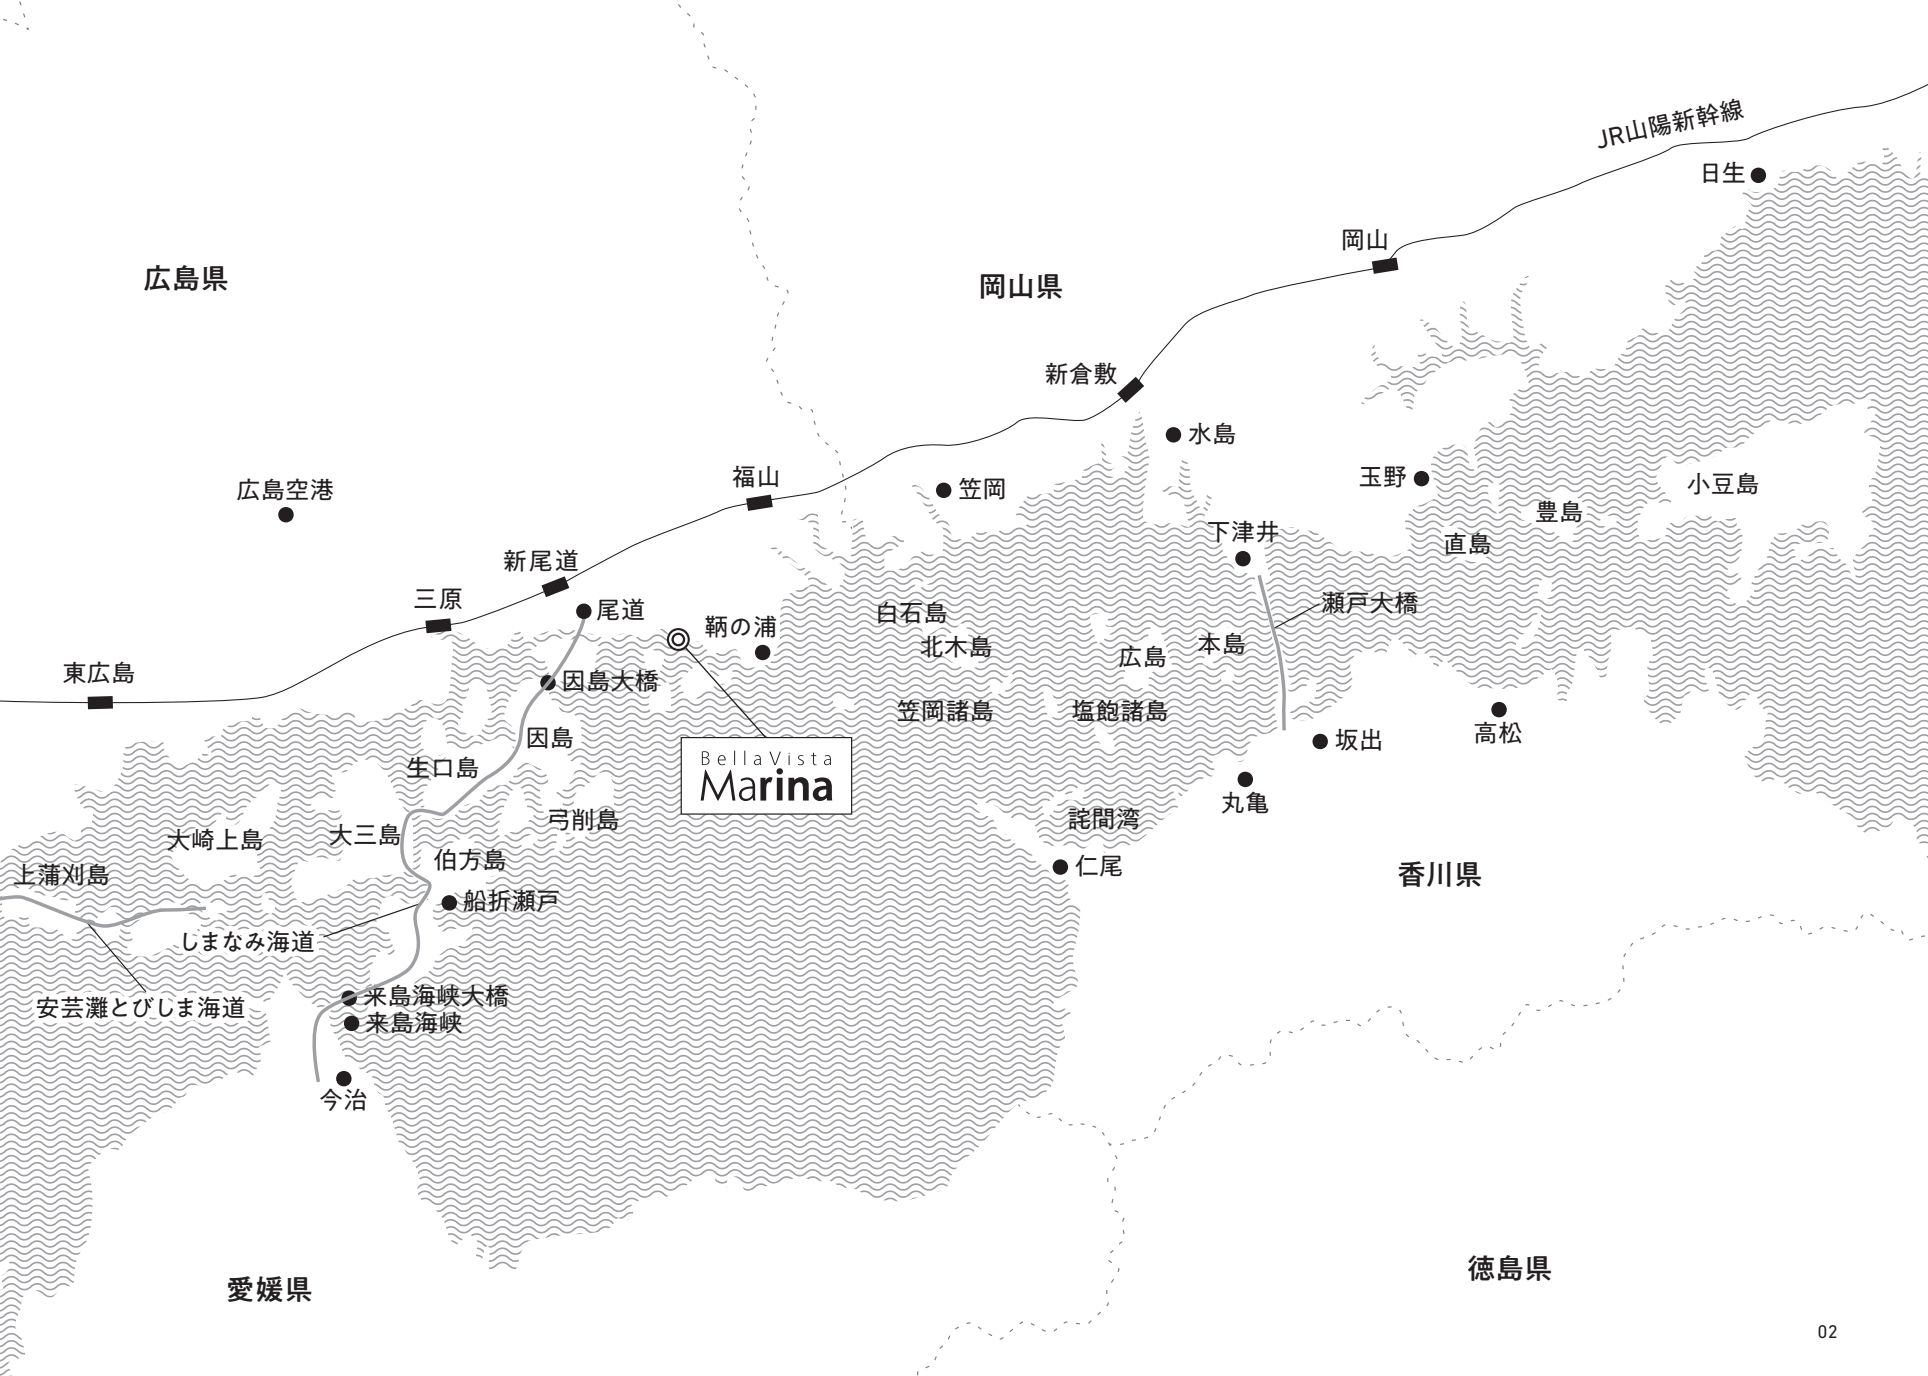 JR山陽新幹線
日生
岡山
広島県
岡山県
新倉敷
水島
福山
笠岡
玉野
小豆島
広島空港
豊島
下津井
直島
新尾道
三原
尾道
鞆の浦
白石島
瀬戸大橋
北木島
本島
広島
東広島
因島大橋
笠岡諸島
塩飽諸島
高松
因島
坂出
BellaVista
Marina
生口島
丸亀
弓削島
詫間湾
大崎上島
大三島
伯方島
仁尾
上蒲刈島
香川県
船折瀬戸
しまなみ海道
安芸灘とびしま海道
来島海峡大橋
来島海峡
今治
愛媛県
徳島県
02